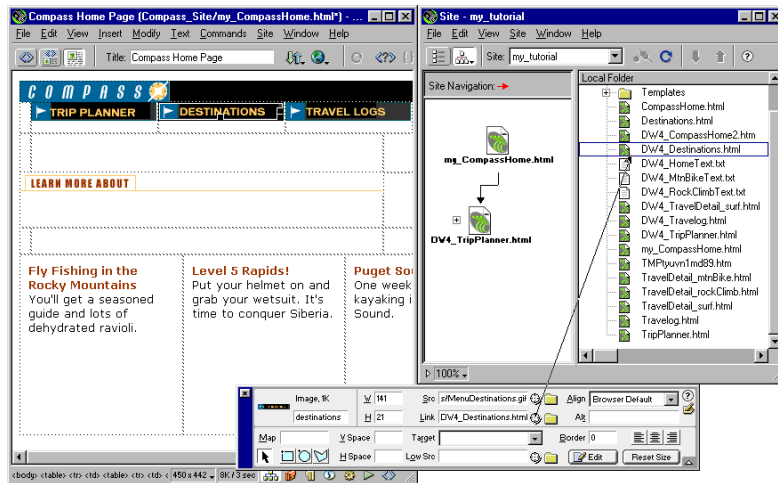 Compass Home Page (Compass_Site/my_CompassHome.html*) - ...
File Edit View Insert Modify Text Commands Site Window Help
Title: Compass Home Page
COMPASS
TRIP PLANNER DESTINATIONS TRAVEL LOGS
LEARN MORE ABOUT
Fly Fishing in the
Rocky Mountains
You'll get a seasoned
guide and lots of
dehydrated ravioli.
Level 5 Rapids!
Put your helmet on and
grab your wetsuit. It's
time to conquer Siberia.
Puget Sou
One week
kayaking i
Sound.
<body> <table> <tr> <td> <table> <tr> <td> < 450 x 442 8K / 3 sec
Site - my_tutorial
File Edit View Site Window Help
Site: my_tutorial
Site Navigation:
my_CompassHome.html
DW4_TripPlanner.html
100%
Local Folder
Templates
CompassHome.html
Destinations.html
DW4_CompassHome2.htm
DW4_Destinations.html
DW4_HomeText.txt
DW4_MtnBikeText.txt
DW4_RockClimbText.txt
DW4_TravelDetail_surf.html
DW4_Travelog.html
DW4_TripPlanner.html
my_CompassHome.html
TMPtyuvn1md89.htm
TravelDetail_mtnBike.html
TravelDetail_rockClimb.html
TravelDetail_surf.html
Travelog.html
TripPlanner.html
Image, 1K W 141 Src s/MenuDestinations.gif Align Browser Default
destinations H 21 Link DW4_Destinations.html Alt
Map V Space Target Border 0
H Space Low Src Edit Reset Size